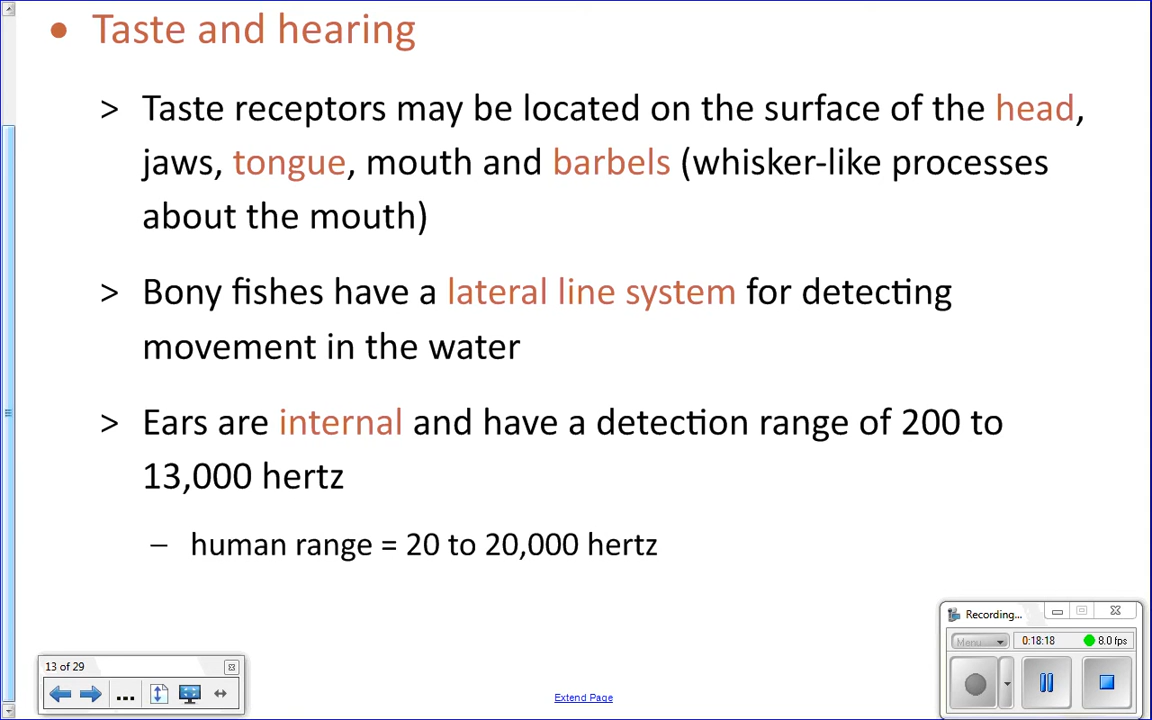 • Taste and hearing
> Taste receptors may be located on the surface of the head,
jaws, tongue, mouth and barbels (whisker-like processes
about the mouth)
> Bony fishes have a lateral line system for detecting
movement in the water
> Ears are internal and have a detection range of 200 to
13,000 hertz
– human range = 20 to 20,000 hertz
Recording...
Menu
0:18:18
8.0 fps
13 of 29
...
Extend Page